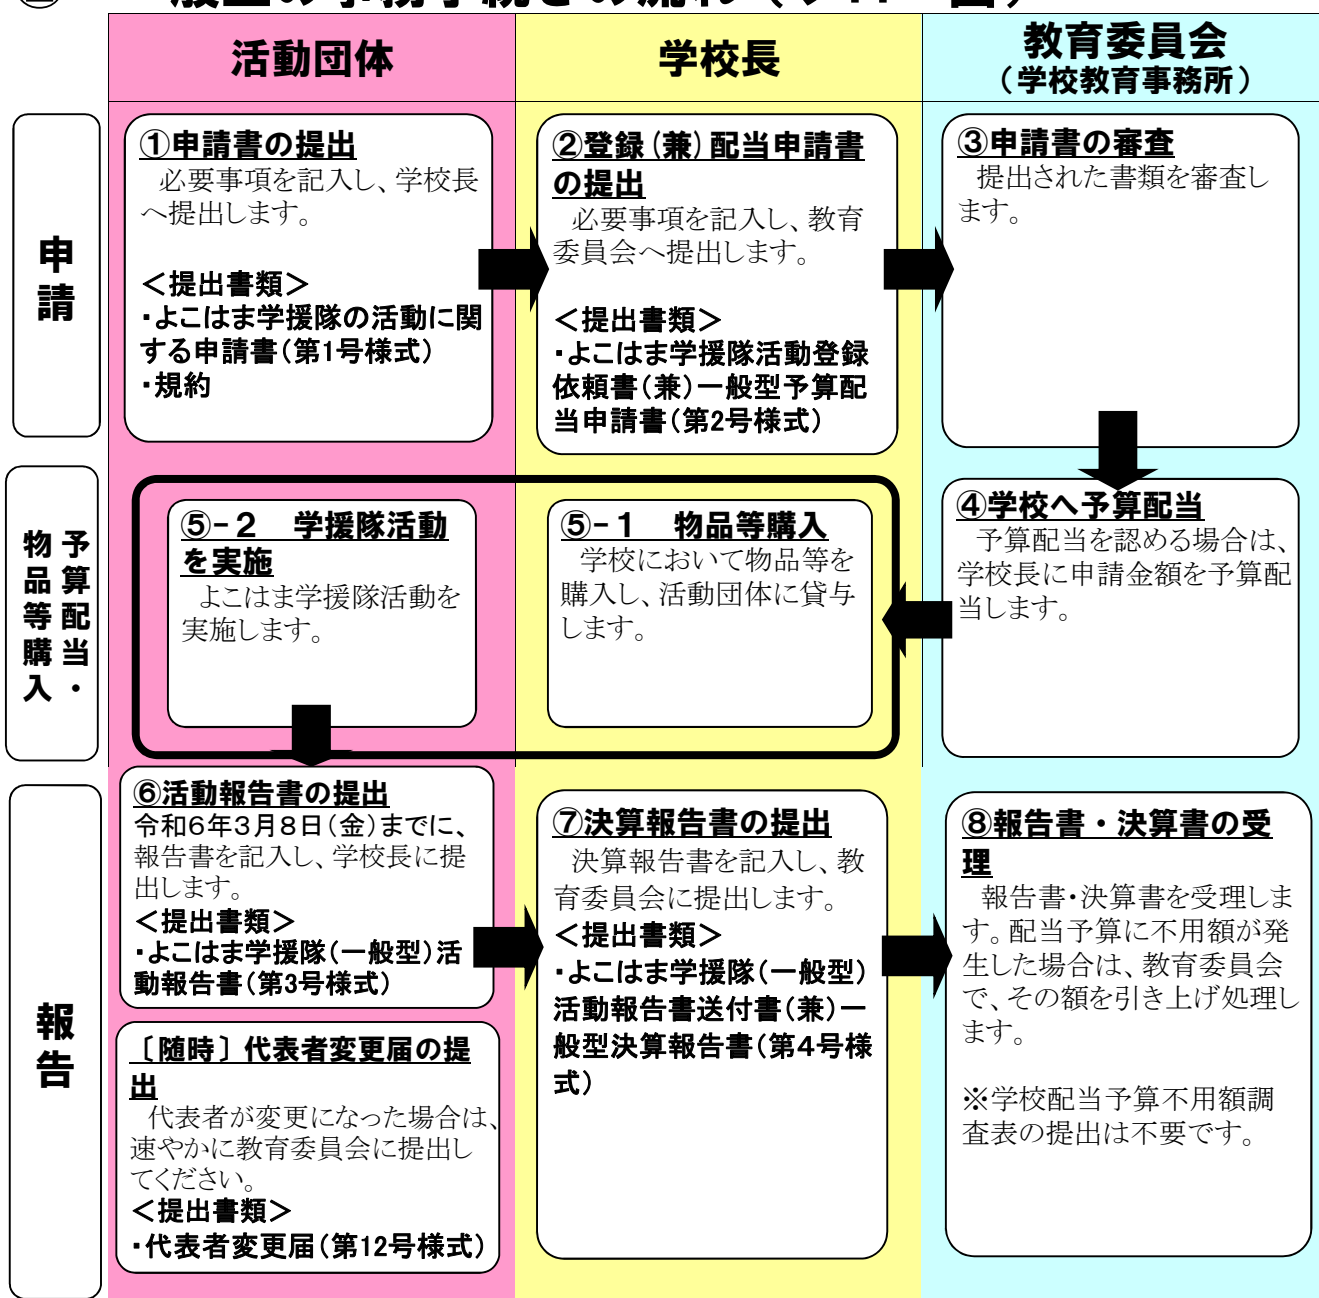 活動団体
学校長
教育委員会
（学校教育事務所）
申請
①申請書の提出
必要事項を記入し、学校長
へ提出します。
＜提出書類＞
・よこはま学援隊の活動に関
する申請書（第1号様式）
・規約
②登録（兼）配当申請書
の提出
必要事項を記入し、教育
委員会へ提出します。
＜提出書類＞
・よこはま学援隊活動登録
依頼書（兼）一般型予算配
当申請書（第2号様式）
③申請書の審査
提出された書類を審査し
ます。
予算配当・
物品等購入
⑤-２　学援隊活動
を実施
よこはま学援隊活動を
実施します。
⑤-１　物品等購入
学校において物品等を
購入し、活動団体に貸与
します。
④学校へ予算配当
予算配当を認める場合は、
学校長に申請金額を予算配
当します。
報告
⑥活動報告書の提出
令和６年３月８日（金）までに、
報告書を記入し、学校長に提
出します。
＜提出書類＞
・よこはま学援隊（一般型）活
動報告書（第3号様式）
〔随時〕代表者変更届の提
出
代表者が変更になった場合は、
速やかに教育委員会に提出し
てください。
＜提出書類＞
・代表者変更届（第12号様式）
⑦決算報告書の提出
決算報告書を記入し、教
育委員会に提出します。
＜提出書類＞
・よこはま学援隊（一般型）
活動報告書送付書（兼）一
般型決算報告書（第４号様
式）
⑧報告書・決算書の受
理
報告書・決算書を受理しま
す。配当予算に不用額が発
生した場合は、教育委員会
で、その額を引き上げ処理し
ます。
※学校配当予算不用額調
査表の提出は不要です。